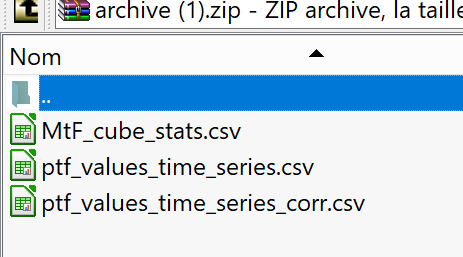 archive (1).zip - ZIP archive, la taille
Nom
..
MtF_cube_stats.csv
ptf_values_time_series.csv
ptf_values_time_series_corr.csv